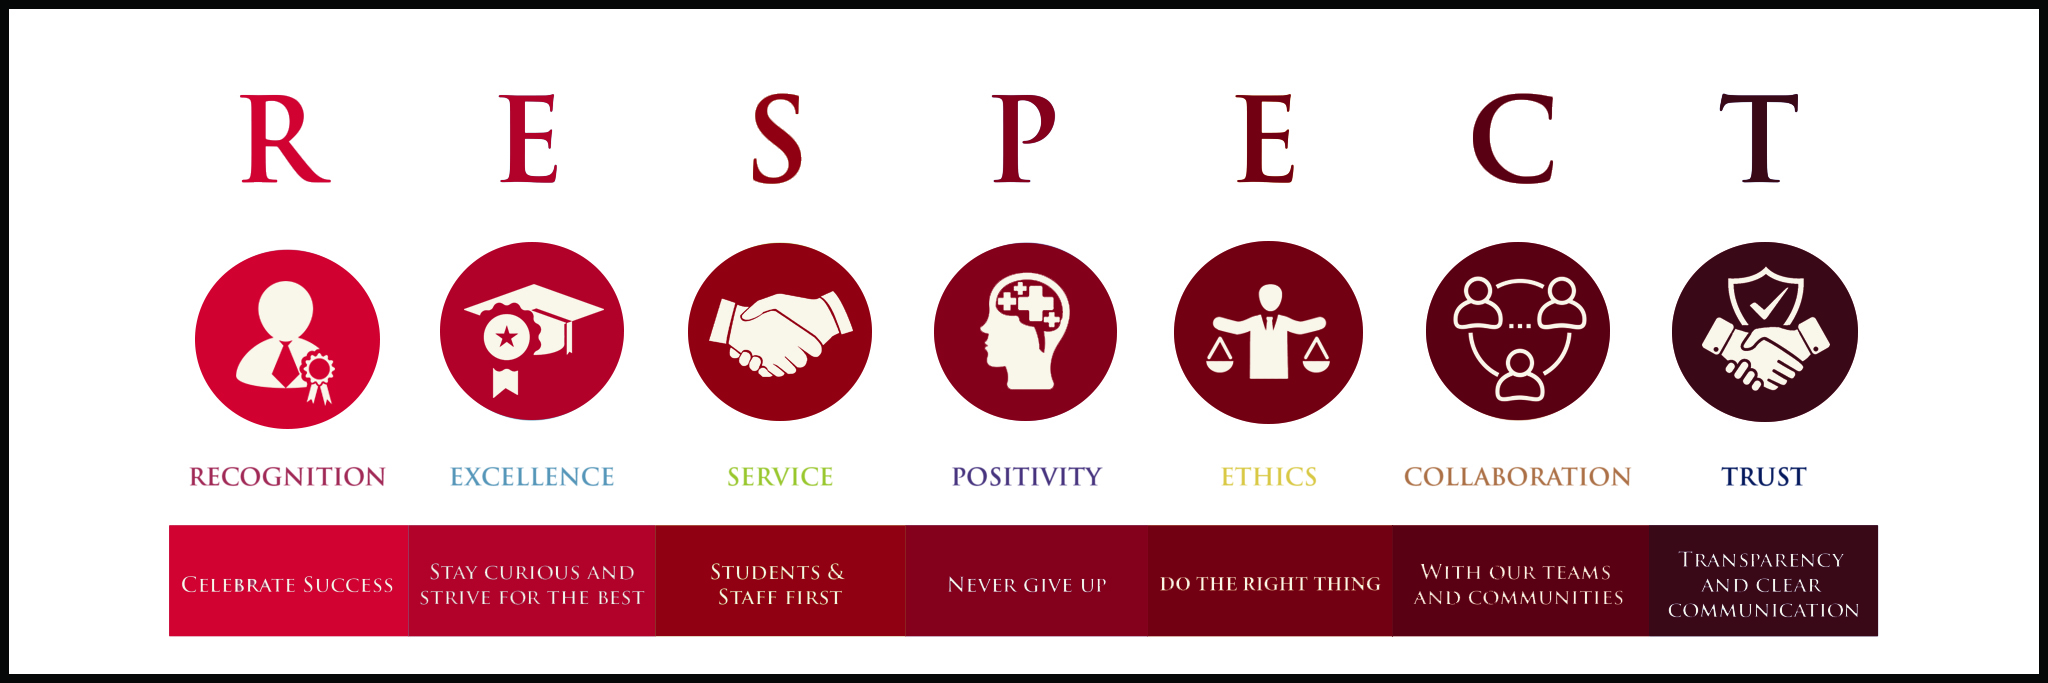 R E S P E C T
RECOGNITION EXCELLENCE SERVICE POSITIVITY ETHICS COLLABORATION TRUST
CELEBRATE SUCCESS
STAY CURIOUS AND
STRIVE FOR THE BEST
STUDENTS &
STAFF FIRST
NEVER GIVE UP
DO THE RIGHT THING
WITH OUR TEAMS
AND COMMUNITIES
TRANSPARENCY
AND CLEAR
COMMUNICATION